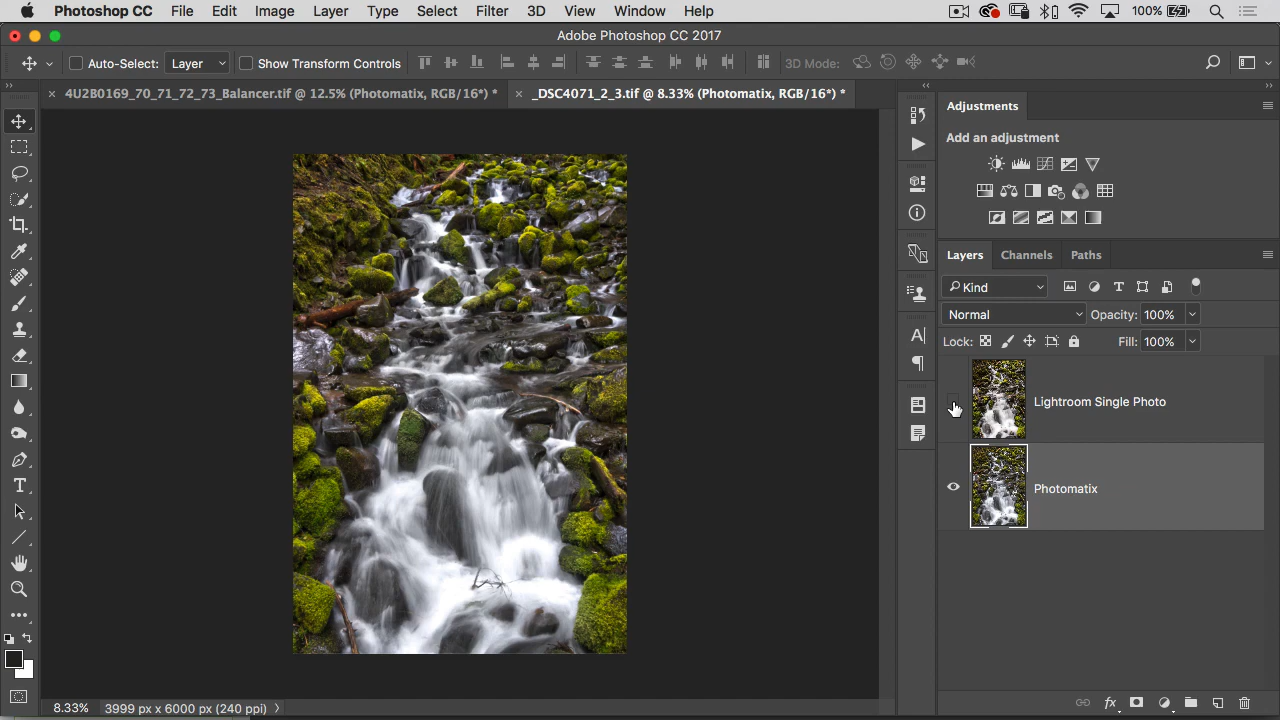 Photoshop CC File Edit Image Layer Type Select Filter 3D View Window Help 100%
Adobe Photoshop CC 2017
Auto-Select: Layer Show Transform Controls 3D Mode:
4U2B0169_70_71_72_73_Balancer.tif @ 12.5% (Photomatix, RGB/16*) * _DSC4071_2_3.tif @ 8.33% (Photomatix, RGB/16*) *
Adjustments
Add an adjustment
Layers Channels Paths
Kind
Normal Opacity: 100%
Lock: Fill: 100%
Lightroom Single Photo
Photomatix
8.33% 3999 px x 6000 px (240 ppi)